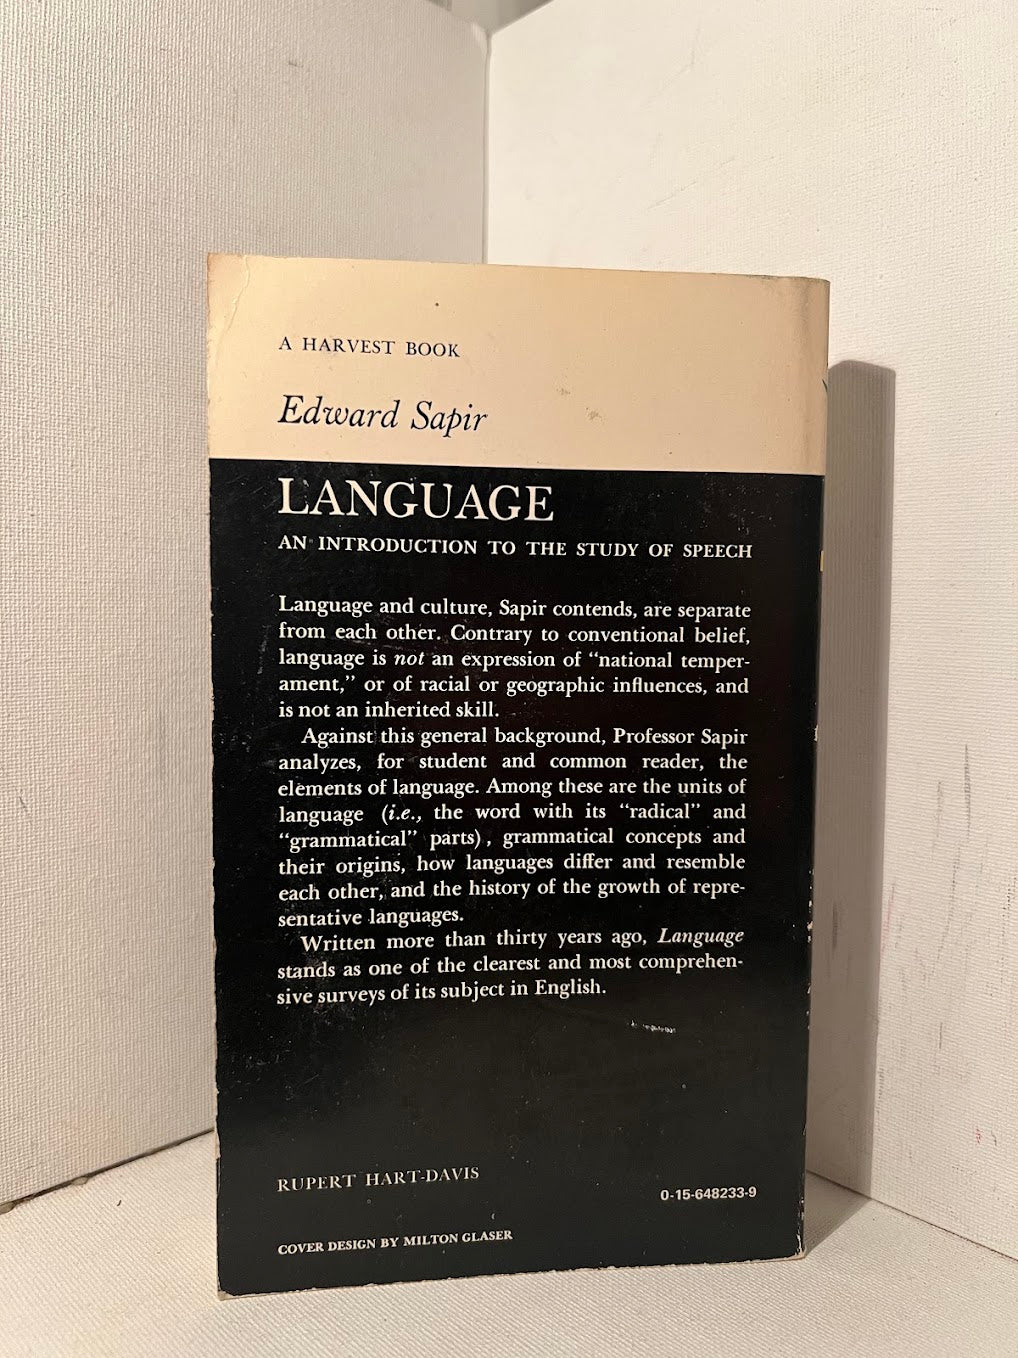 A HARVEST BOOK
Edward Sapir
LANGUAGE
AN INTRODUCTION TO THE STUDY OF SPEECH
Language and culture, Sapir contends, are separate
from each other. Contrary to conventional belief,
language is not an expression of “national temper-
ament,” or of racial or geographic influences, and
is not an inherited skill.
Against this general background, Professor Sapir
analyzes, for student and common reader, the
elements of language. Among these are the units of
language (i.e., the word with its “radical” and
“grammatical” parts), grammatical concepts and
their origins, how languages differ and resemble
each other, and the history of the growth of repre-
sentative languages.
Written more than thirty years ago, Language
stands as one of the clearest and most comprehen-
sive surveys of its subject in English.
RUPERT HART-DAVIS
0-15-648233-9
COVER DESIGN BY MILTON GLASER